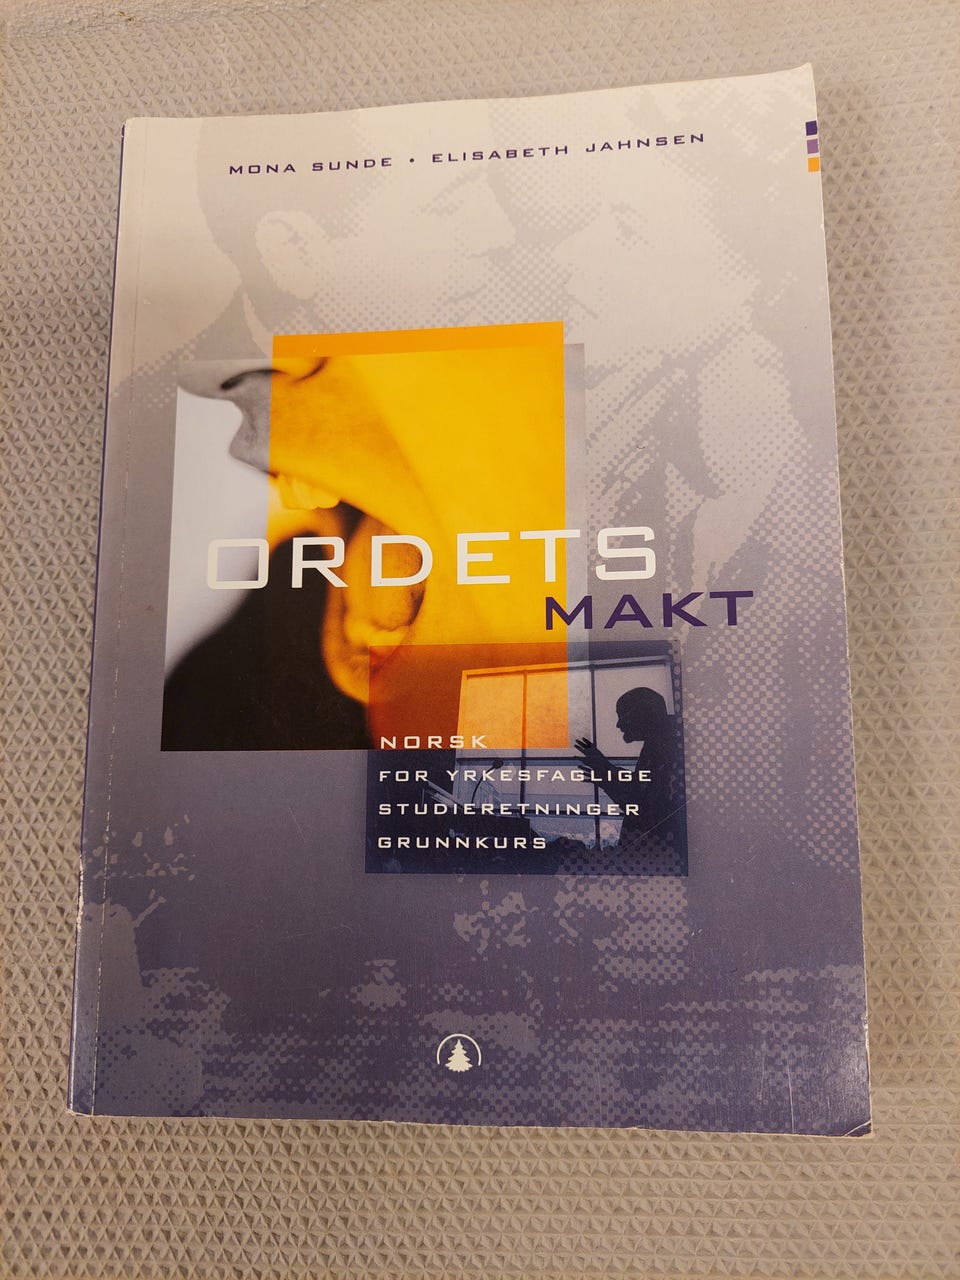 MONA SUNDE • ELISABETH JAHNSEN
ORDETS
MAKT
NORSK
FOR YRKESFAGLIGE
STUDIERETNINGER
GRUNNKURS